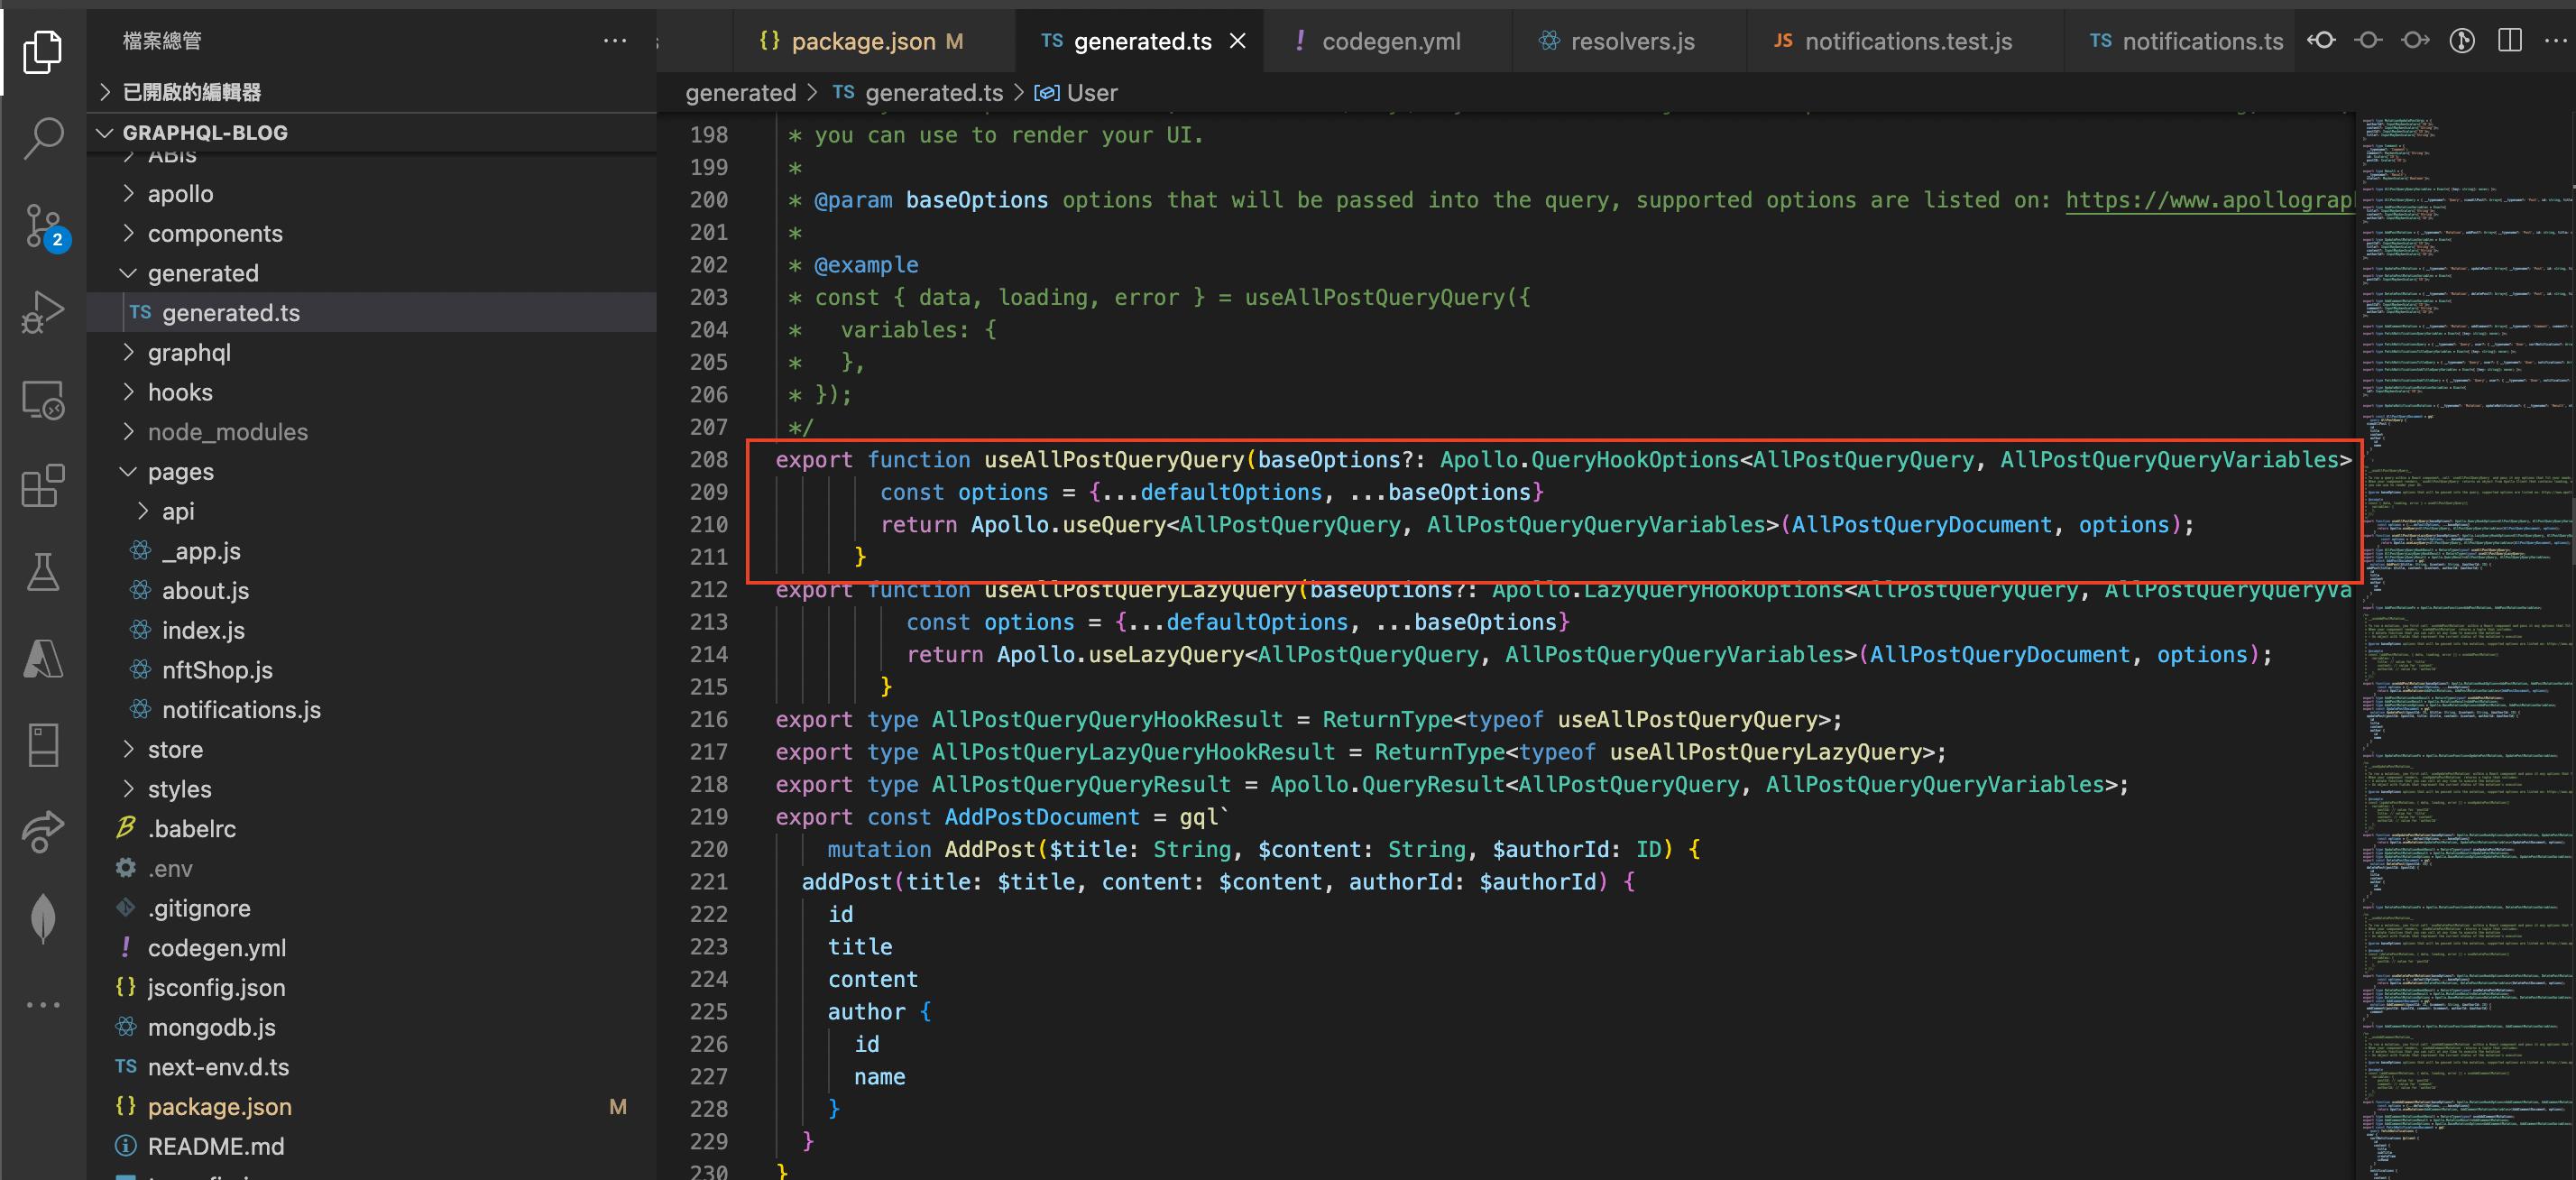 檔案總管
package.json M
TS generated.ts
! codegen.yml
resolvers.js
JS notifications.test.js
TS notifications.ts
已開啟的編輯器
generated > TS generated.ts > User
GRAPHQL-BLOG
ABIs
apollo
components
generated
TS generated.ts
graphql
hooks
node_modules
pages
api
_app.js
about.js
index.js
nftShop.js
notifications.js
store
styles
.babelrc
.env
.gitignore
! codegen.yml
{} jsconfig.json
mongodb.js
TS next-env.d.ts
{} package.json M
README.md
2
198 * you can use to render your UI.
199 *
200 * @param baseOptions options that will be passed into the query, supported options are listed on: https://www.apollograp
201 *
202 * @example
203 * const { data, loading, error } = useAllPostQueryQuery({
204 *   variables: {
205 *   },
206 * });
207 */
208 export function useAllPostQueryQuery(baseOptions?: Apollo.QueryHookOptions<AllPostQueryQuery, AllPostQueryQueryVariables>
209 const options = {...defaultOptions, ...baseOptions}
210 return Apollo.useQuery<AllPostQueryQuery, AllPostQueryQueryVariables>(AllPostQueryDocument, options);
211 }
212 export function useAllPostQueryLazyQuery(baseOptions?: Apollo.LazyQueryHookOptions<AllPostQueryQuery, AllPostQueryQueryVa
213 const options = {...defaultOptions, ...baseOptions}
214 return Apollo.useLazyQuery<AllPostQueryQuery, AllPostQueryQueryVariables>(AllPostQueryDocument, options);
215 }
216 export type AllPostQueryQueryHookResult = ReturnType<typeof useAllPostQueryQuery>;
217 export type AllPostQueryLazyQueryHookResult = ReturnType<typeof useAllPostQueryLazyQuery>;
218 export type AllPostQueryQueryResult = Apollo.QueryResult<AllPostQueryQuery, AllPostQueryQueryVariables>;
219 export const AddPostDocument = gql`
220 mutation AddPost($title: String, $content: String, $authorId: ID) {
221 addPost(title: $title, content: $content, authorId: $authorId) {
222 id
223 title
224 content
225 author {
226 id
227 name
228 }
229 }
230 }